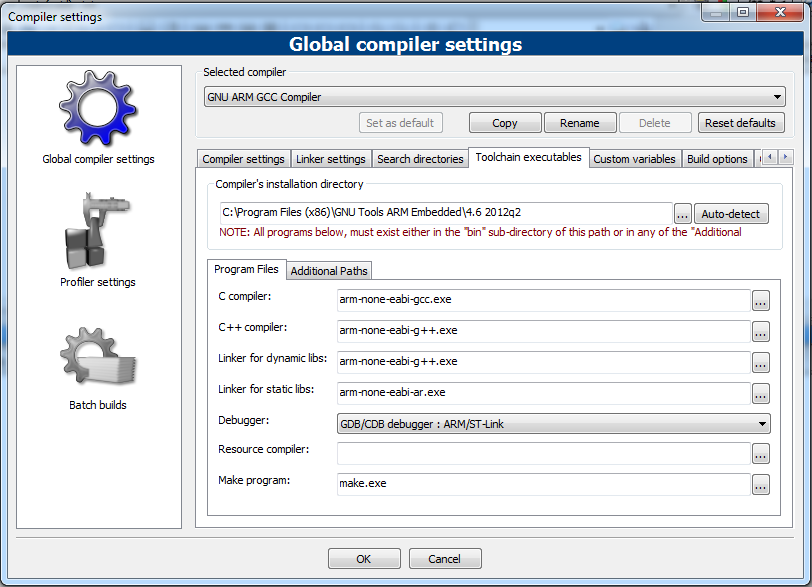 Compiler settings
Global compiler settings
Global compiler settings
Profiler settings
Batch builds
Selected compiler
GNU ARM GCC Compiler
Set as default Copy Rename Delete Reset defaults
Compiler settings Linker settings Search directories Toolchain executables Custom variables Build options
Compiler's installation directory
C:\Program Files (x86)\GNU Tools ARM Embedded\4.6 2012q2 ... Auto-detect
NOTE: All programs below, must exist either in the "bin" sub-directory of this path or in any of the "Additional
Program Files Additional Paths
C compiler: arm-none-eabi-gcc.exe ...
C++ compiler: arm-none-eabi-g++.exe ...
Linker for dynamic libs: arm-none-eabi-g++.exe ...
Linker for static libs: arm-none-eabi-ar.exe ...
Debugger: GDB/CDB debugger : ARM/ST-Link
Resource compiler: ...
Make program: make.exe ...
OK Cancel